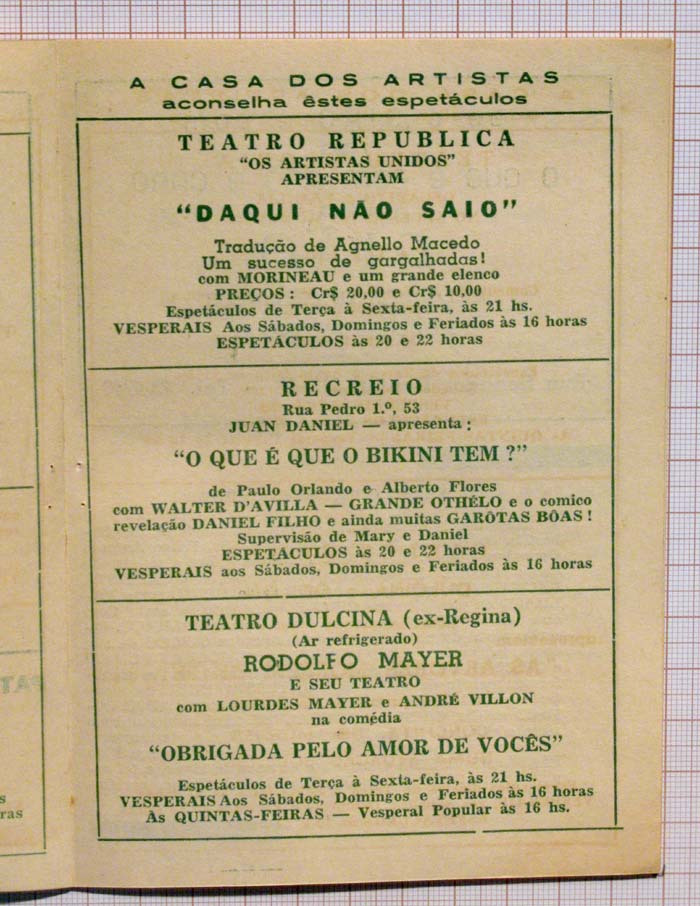 A CASA DOS ARTISTAS
aconselha êstes espetáculos
TEATRO REPUBLICA
"OS ARTISTAS UNIDOS"
APRESENTAM
"DAQUI NÃO SAIO"
Tradução de Agnello Macedo
Um sucesso de gargalhadas!
com MORINEAU e um grande elenco
PREÇOS : Cr$ 20,00 e Cr$ 10,00
Espetáculos de Terça à Sexta-feira, às 21 hs.
VESPERAIS Aos Sábados, Domingos e Feriados às 16 horas
ESPETÁCULOS às 20 e 22 horas
RECREIO
Rua Pedro 1.º, 53
JUAN DANIEL — apresenta :
"O QUE É QUE O BIKINI TEM ?"
de Paulo Orlando e Alberto Flores
com WALTER D'AVILLA — GRANDE OTHÉLO e o comico
revelação DANIEL FILHO e ainda muitas GARÔTAS BÔAS !
Supervisão de Mary e Daniel
ESPETÁCULOS às 20 e 22 horas
VESPERAIS aos Sábados, Domingos e Feriados às 16 horas
TEATRO DULCINA (ex-Regina)
(Ar refrigerado)
RODOLFO MAYER
E SEU TEATRO
com LOURDES MAYER e ANDRÉ VILLON
na comédia
"OBRIGADA PELO AMOR DE VOCÊS"
Espetáculos de Terça à Sexta-feira, às 21 hs.
VESPERAIS Aos Sábados, Domingos e Feriados às 16 horas
Às QUINTAS-FEIRAS — Vesperal Popular às 16 hs.